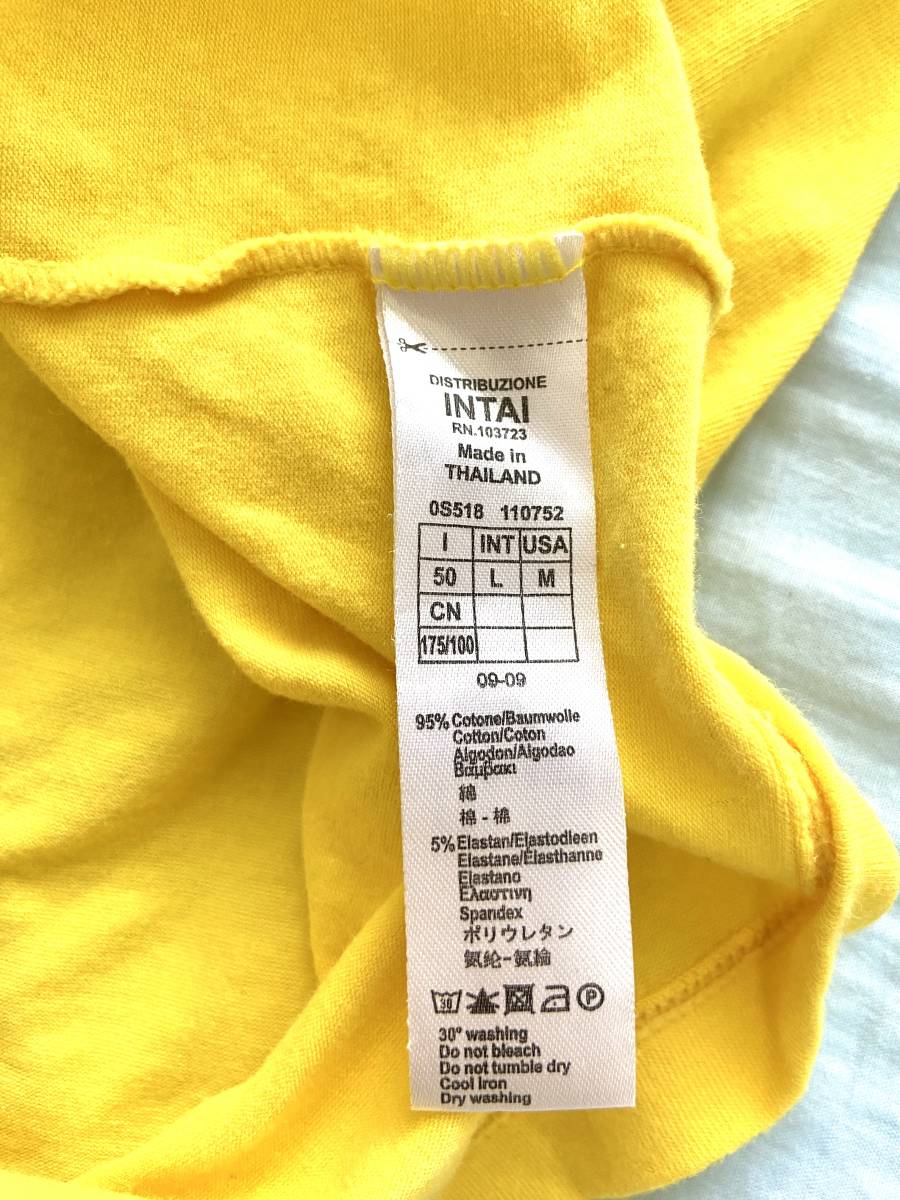 DISTRIBUZIONE
INTAI
RN.103723
Made in
THAILAND
0S518 110752
I INT USA
50 L M
CN
175/100
09-09
95% Cotone/Baumwolle
Cotton/Coton
Algodon/Algodao
Βαμβακι
綿
棉 - 棉
5% Elastan/Elastodleen
Elastane/Elasthanne
Elastano
Ελαστινη
Spandex
ポリウレタン
氨纶-氨綸
30
P
30° washing
Do not bleach
Do not tumble dry
Cool Iron
Dry washing